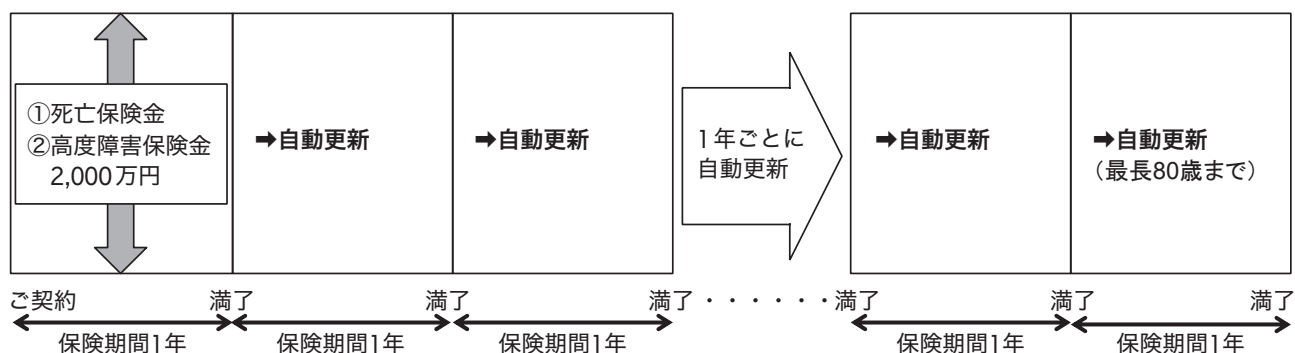 ①死亡保険金
②高度障害保険金
2,000万円
➡自動更新
➡自動更新
1年ごとに
自動更新
➡自動更新
➡自動更新
（最長80歳まで）
ご契約 満了 満了 満了・・・・・・満了 満了 満了
保険期間1年 保険期間1年 保険期間1年 保険期間1年 保険期間1年